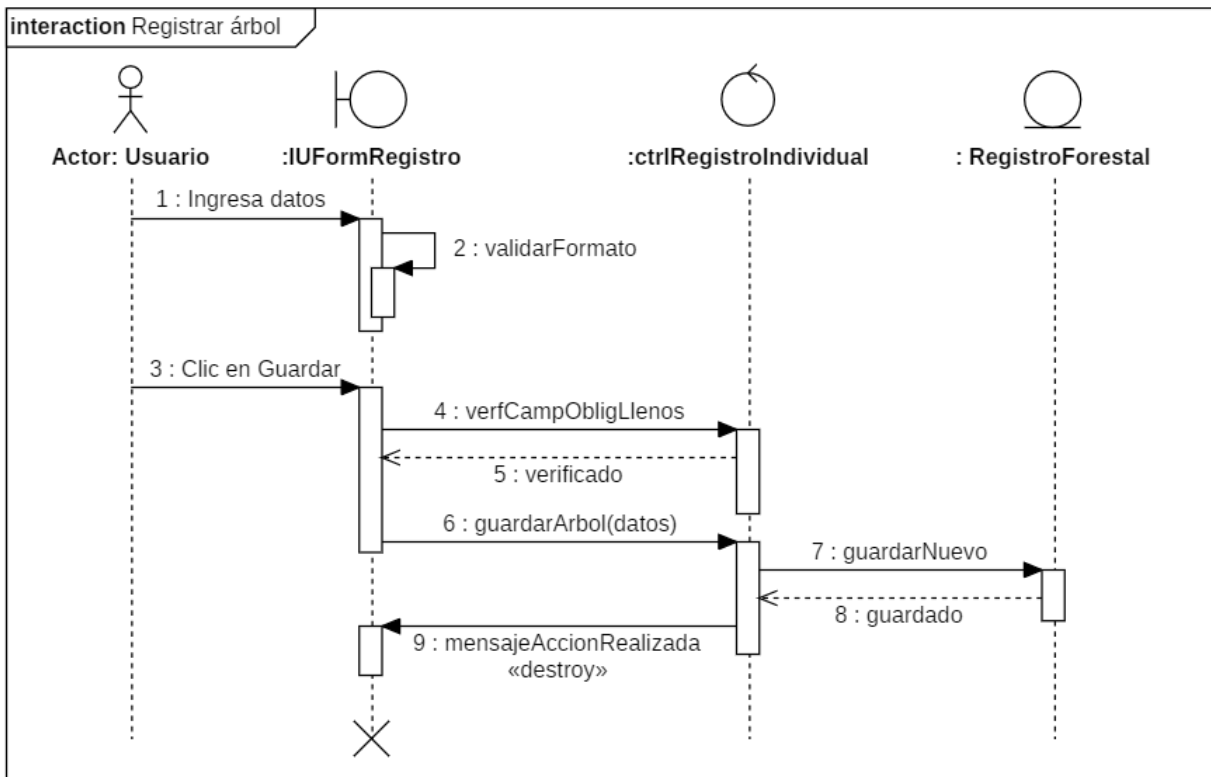 interaction Registrar árbol
Actor: Usuario
:IUFormRegistro
:ctrlRegistroIndividual
: RegistroForestal
1 : Ingresa datos
2 : validarFormato
3 : Clic en Guardar
4 : verfCampObligLlenos
5 : verificado
6 : guardarArbol(datos)
7 : guardarNuevo
8 : guardado
9 : mensajeAccionRealizada
«destroy»